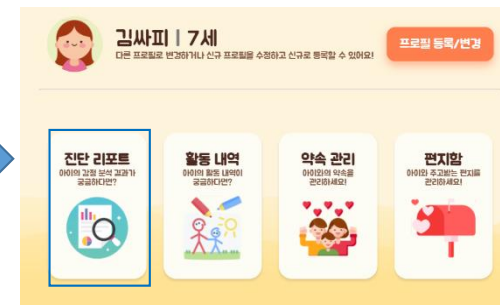 김싸피 | 7세
다른 프로필로 변경하거나 신규 프로필을 수정하고 신규로 등록할 수 있어요!
프로필 등록/변경
진단 리포트
아이의 감정 분석 결과가
궁금하다면?
활동 내역
아이의 활동 내역이
궁금하다면?
약속 관리
아이와의 약속을
관리하세요!
편지함
아이와 주고받는 편지를
관리하세요!